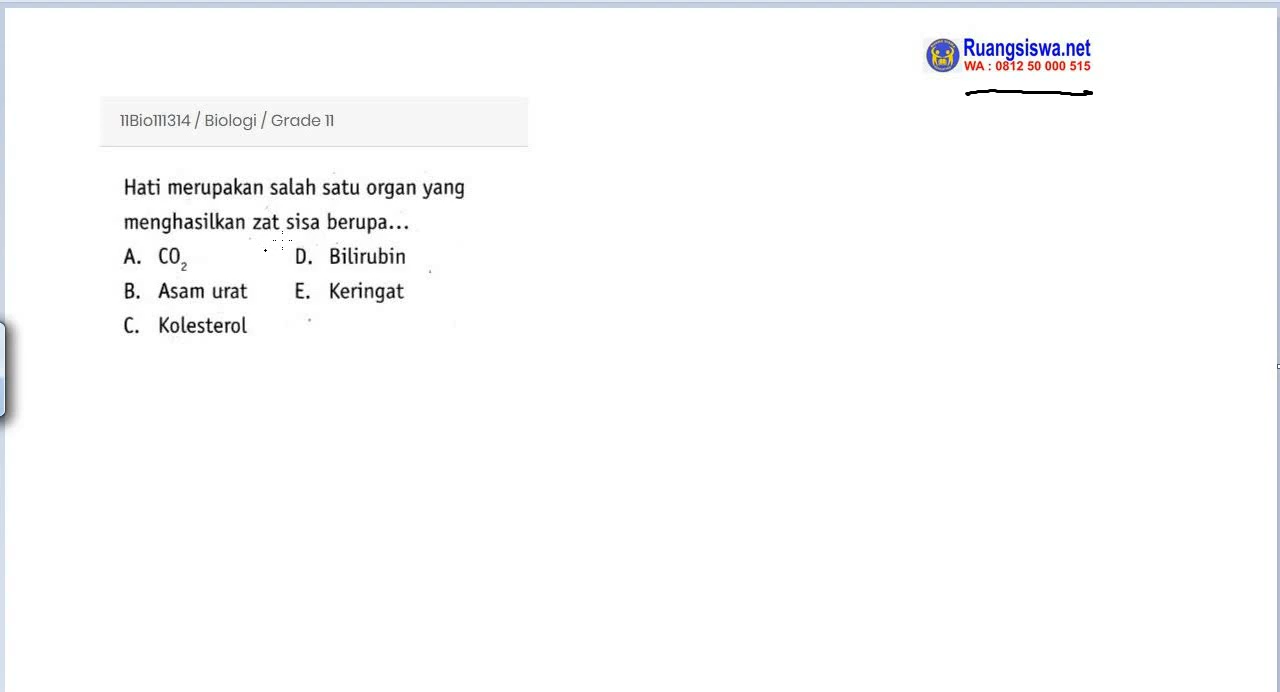 Ruangsiswa.net
WA : 0812 50 000 515
11Bio111314 / Biologi / Grade 11
Hati merupakan salah satu organ yang
menghasilkan zat sisa berupa...
A. CO₂ D. Bilirubin
B. Asam urat E. Keringat
C. Kolesterol